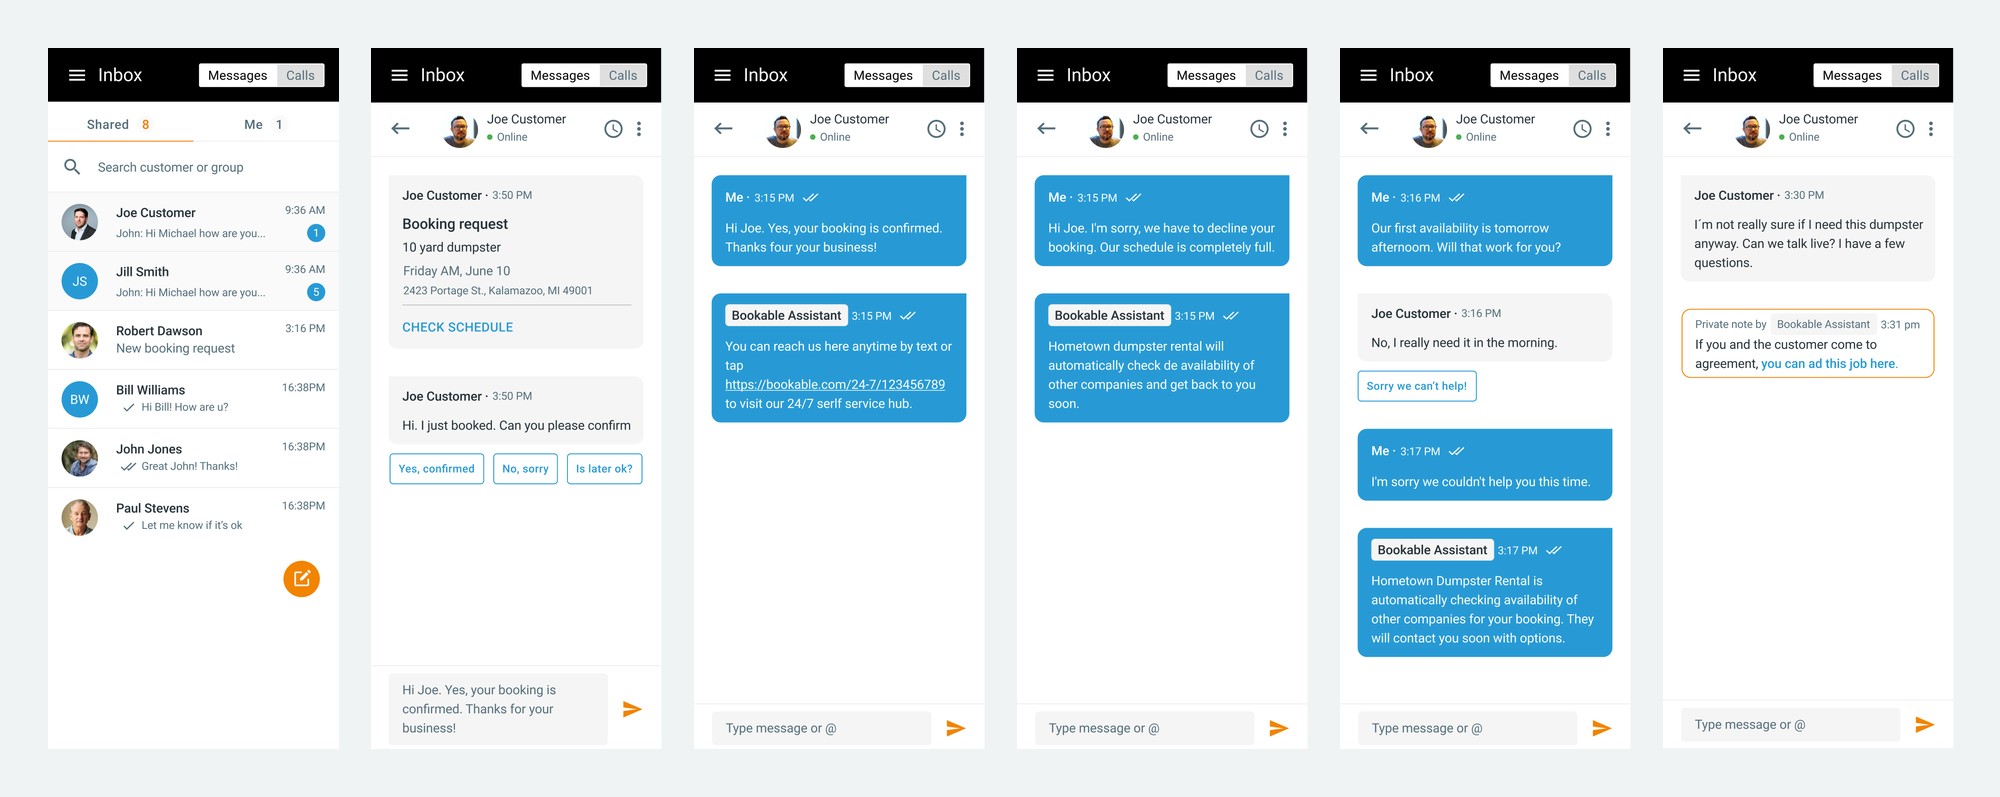 Inbox
Messages
Calls
Shared 8
Me 1
Search customer or group
Joe Customer
9:36 AM
John: Hi Michael how are you...
1
JS
Jill Smith
9:36 AM
John: Hi Michael how are you...
5
Robert Dawson
3:16 PM
New booking request
BW
Bill Williams
16:38PM
Hi Bill! How are u?
John Jones
16:38PM
Great John! Thanks!
Paul Stevens
16:38PM
Let me know if it's ok
Inbox
Messages
Calls
Joe Customer
Online
Joe Customer · 3:50 PM
Booking request
10 yard dumpster
Friday AM, June 10
2423 Portage St., Kalamazoo, MI 49001
CHECK SCHEDULE
Joe Customer · 3:50 PM
Hi. I just booked. Can you please confirm
Yes, confirmed
No, sorry
Is later ok?
Hi Joe. Yes, your booking is
confirmed. Thanks for your
business!
Inbox
Messages
Calls
Joe Customer
Online
Me · 3:15 PM
Hi Joe. Yes, your booking is confirmed.
Thanks four your business!
Bookable Assistant 3:15 PM
You can reach us here anytime by text or
tap
https://bookable.com/24-7/123456789
to visit our 24/7 serlf service hub.
Type message or @
Inbox
Messages
Calls
Joe Customer
Online
Me · 3:15 PM
Hi Joe. I'm sorry, we have to decline your
booking. Our schedule is completely full.
Bookable Assistant 3:15 PM
Hometown dumpster rental will
automatically check de availability of
other companies and get back to you
soon.
Type message or @
Inbox
Messages
Calls
Joe Customer
Online
Me · 3:16 PM
Our first availability is tomorrow
afternoon. Will that work for you?
Joe Customer · 3:16 PM
No, I really need it in the morning.
Sorry we can't help!
Me · 3:17 PM
I'm sorry we couldn't help you this time.
Bookable Assistant 3:17 PM
Hometown Dumpster Rental is
automatically checking availability of
other companies for your booking. They
will contact you soon with options.
Type message or @
Inbox
Messages
Calls
Joe Customer
Online
Joe Customer · 3:30 PM
I´m not really sure if I need this dumpster
anyway. Can we talk live? I have a few
questions.
Private note by Bookable Assistant 3:31 pm
If you and the customer come to
agreement, you can ad this job here.
Type message or @